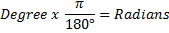 Degree x π/180° = Radians